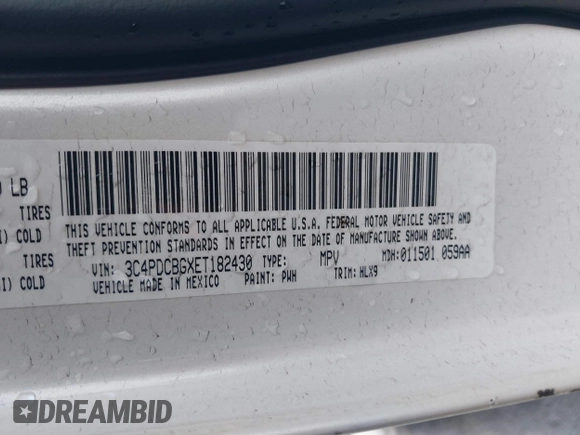 LB
TIRES
COLD
TIRES
COLD
THIS VEHICLE CONFORMS TO ALL APPLICABLE U.S.A. FEDERAL MOTOR VEHICLE SAFETY AND
THEFT PREVENTION STANDARDS IN EFFECT ON THE DATE OF MANUFACTURE SHOWN ABOVE.
VIN: 3C4PDCBGXET182430 TYPE: MPV MDH:011501 059AA
VEHICLE MADE IN MEXICO PAINT: PWH TRIM: HLX9
DREAMBID